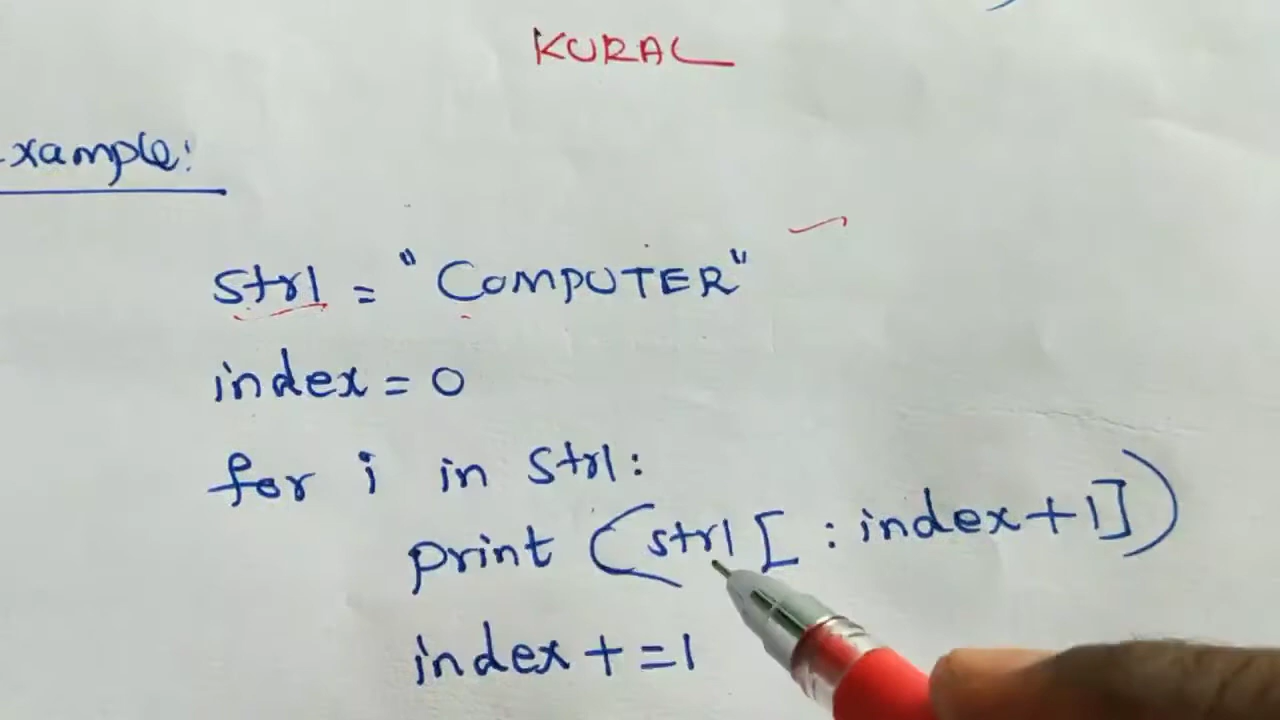 KURAL
xample:
str1 = "COMPUTER"
index = 0
for i in str1:
print (str1[ : index+1])
index + =1